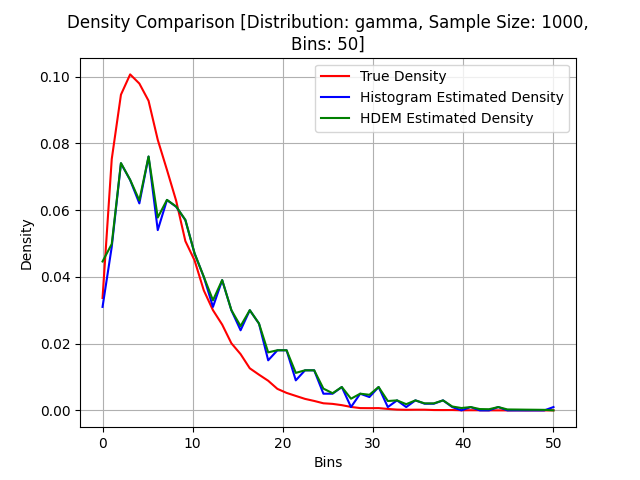 Density Comparison [Distribution: gamma, Sample Size: 1000,
Bins: 50]
True Density
Histogram Estimated Density
HDEM Estimated Density
Density
0.10
0.08
0.06
0.04
0.02
0.00
0 10 20 30 40 50
Bins